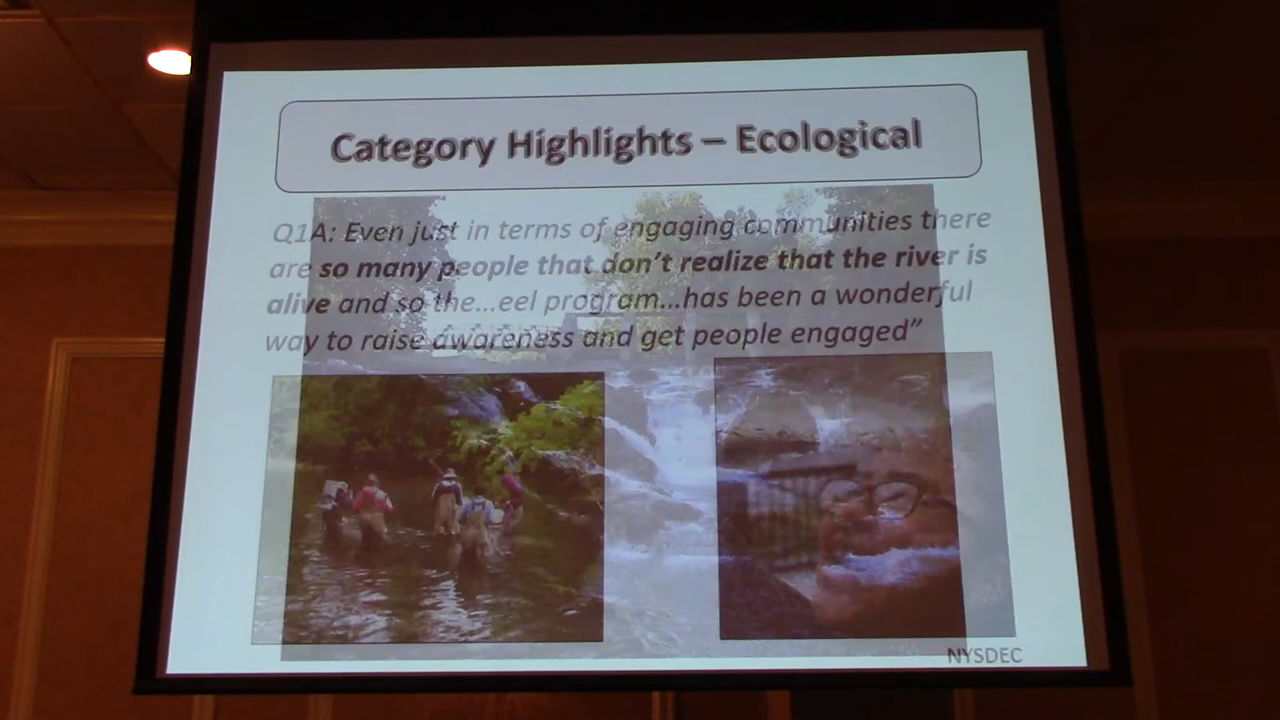 Category Highlights – Ecological
Q1A: Even just in terms of engaging communities there
are so many people that don't realize that the river is
alive and so the...eel program...has been a wonderful
way to raise awareness and get people engaged”
NYSDEC